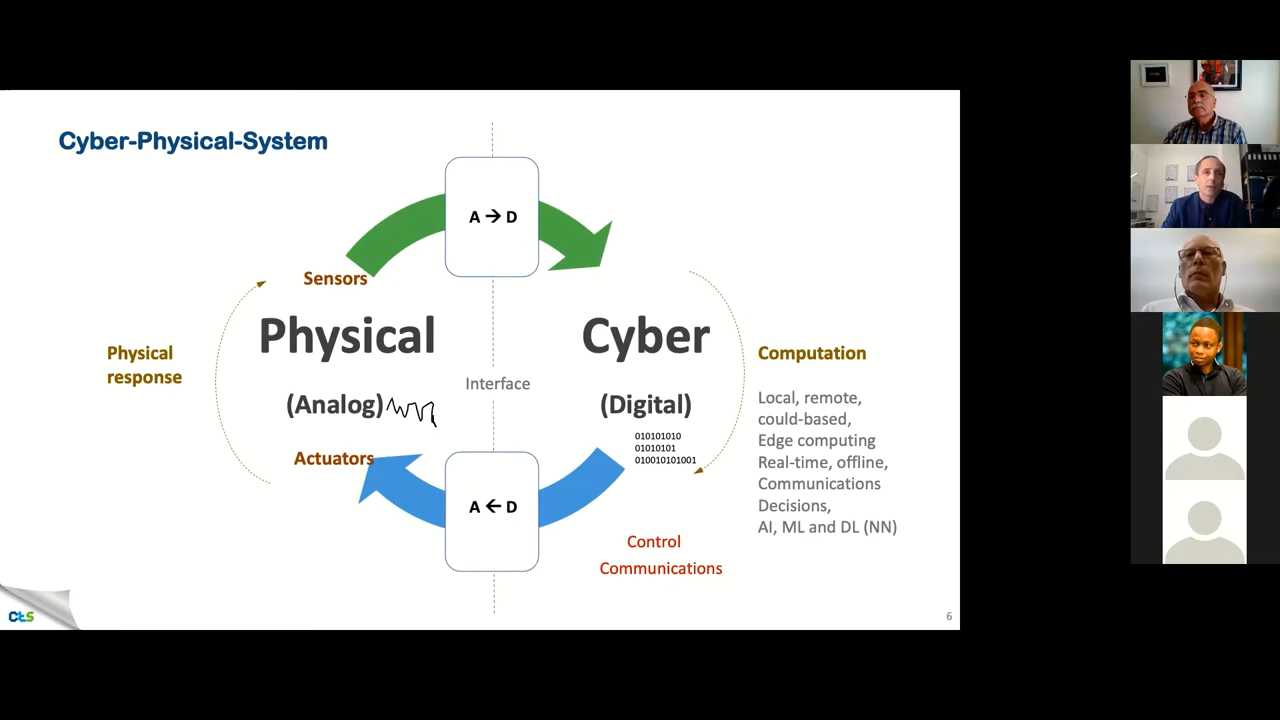 Cyber-Physical-System
A → D
Sensors
Physical
Cyber
Physical
response
Computation
Interface
(Analog)
(Digital)
Local, remote,
could-based,
Edge computing
Real-time, offline,
Communications
Decisions,
AI, ML and DL (NN)
010101010
01010101
010010101001
Actuators
A ← D
Control
Communications
CtS
6